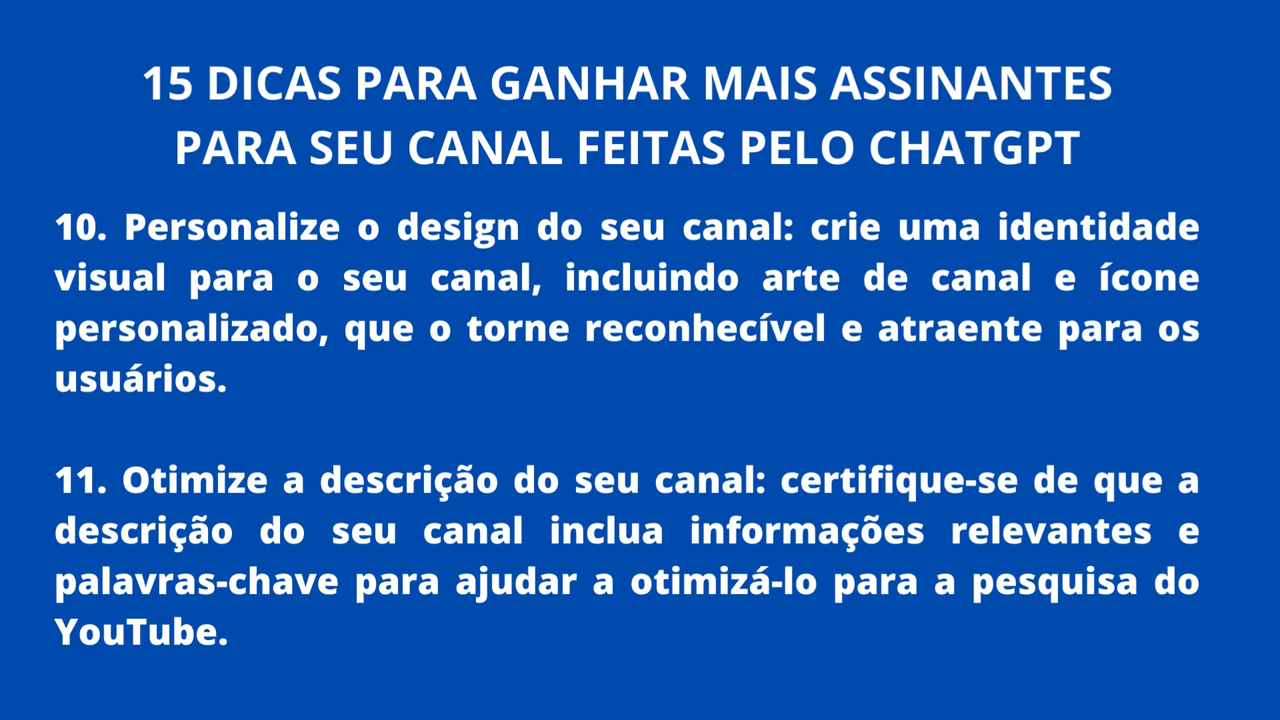 15 DICAS PARA GANHAR MAIS ASSINANTES
PARA SEU CANAL FEITAS PELO CHATGPT
10. Personalize o design do seu canal: crie uma identidade
visual para o seu canal, incluindo arte de canal e ícone
personalizado, que o torne reconhecível e atraente para os
usuários.
11. Otimize a descrição do seu canal: certifique-se de que a
descrição do seu canal inclua informações relevantes e
palavras-chave para ajudar a otimizá-lo para a pesquisa do
YouTube.